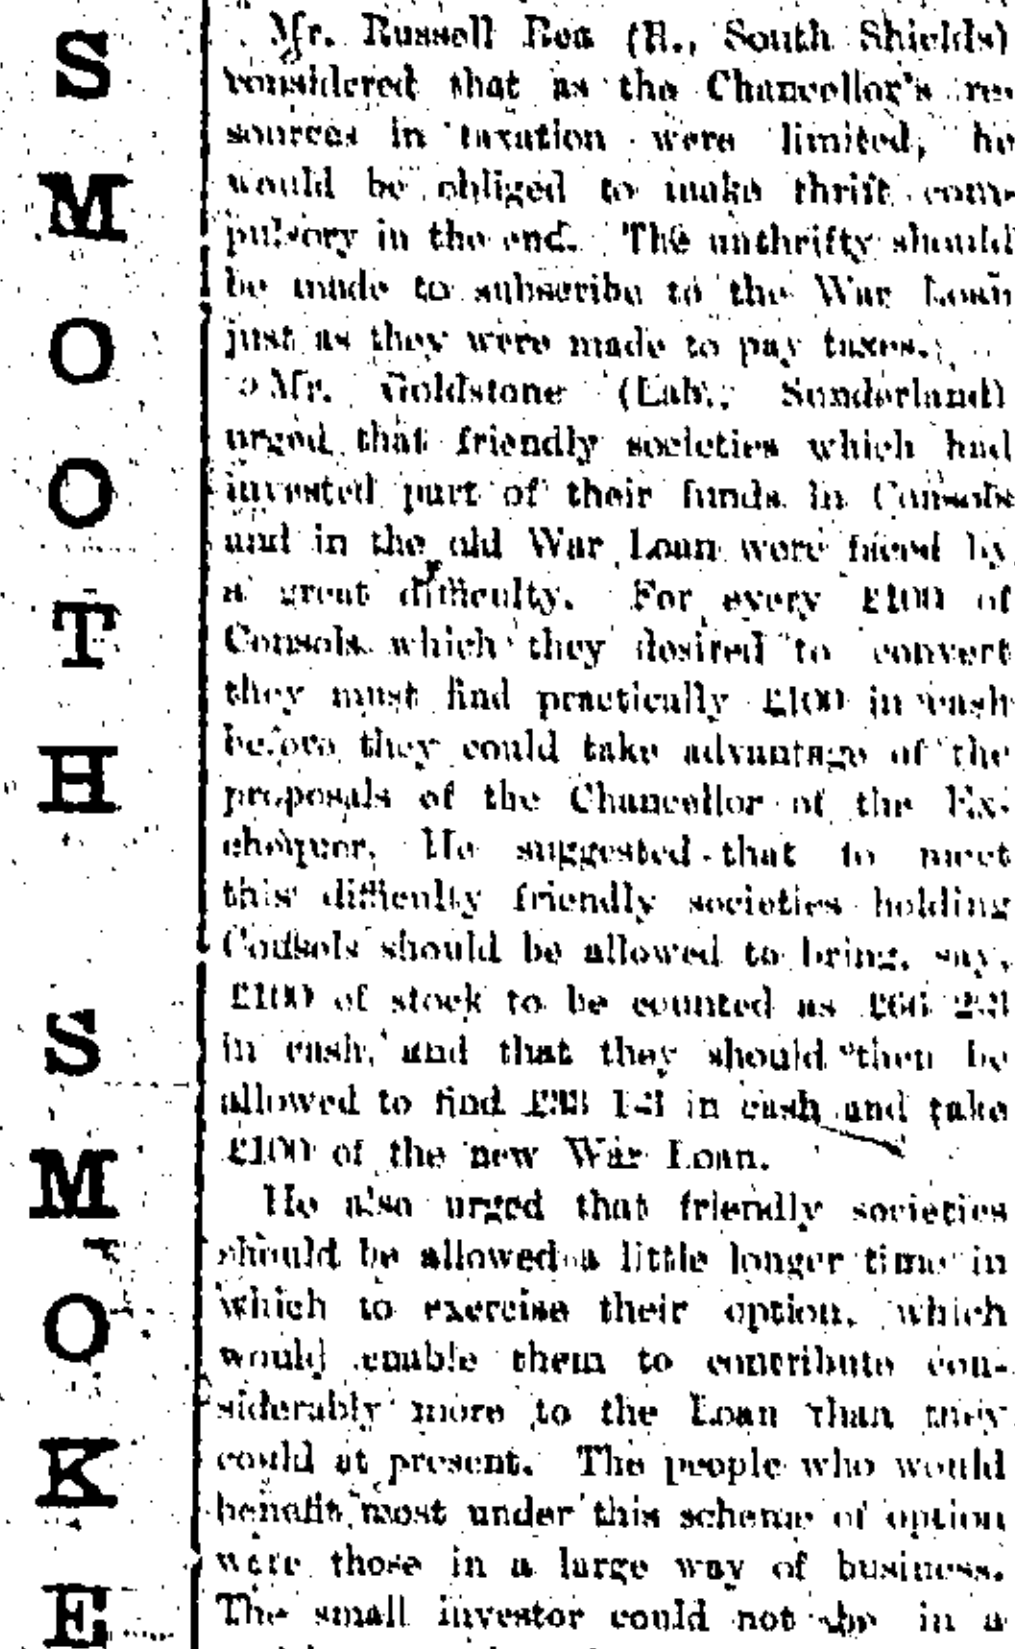 S
M
O
O
T
H
S
M
O
K
E
Mr. Russell Rea (R., South Shields)
considered that as the Chancellor's re-
sources in taxation were limited, he
would be obliged to make thrift com-
pulsory in the end. The unthrifty should
be made to subscribe to the War Loan
just as they were made to pay taxes.
Mr. Goldstone (Lab., Sunderland)
urged that friendly societies which had
invested part of their funds in Consols
and in the old War Loan were faced by
a great difficulty. For every £100 of
Consols which they desired to convert
they must find practically £100 in cash
before they could take advantage of the
proposals of the Chancellor of the Ex-
chequer. He suggested that to meet
this difficulty friendly societies holding
Consols should be allowed to bring, say,
£100 of stock to be counted as £66 2-3
in cash, and that they should then be
allowed to find £33 1-3 in cash and take
£100 of the new War Loan.
He also urged that friendly societies
should be allowed a little longer time in
which to exercise their option, which
would enable them to contribute con-
siderably more to the Loan than they
could at present. The people who would
benefit most under this scheme of option
were those in a large way of business.
The small investor could not be in a